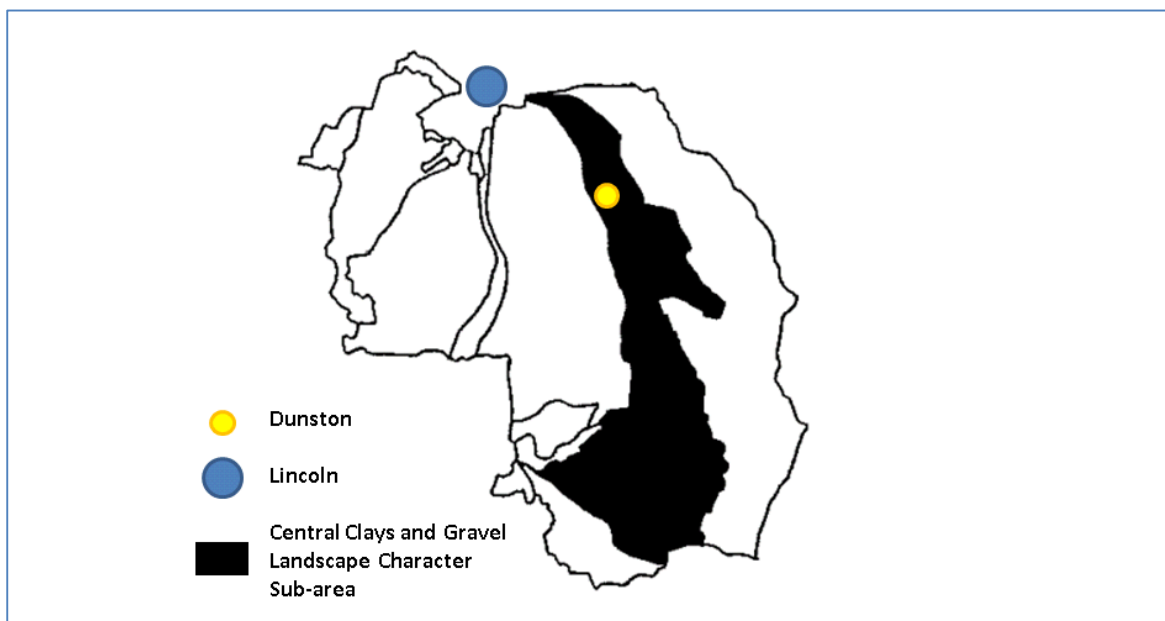 Dunston
Lincoln
Central Clays and Gravel
Landscape Character
Sub-area